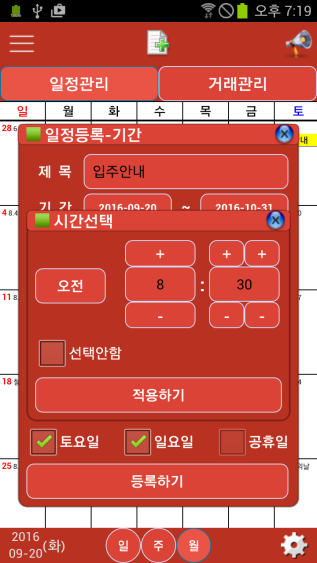 오후 7:19
일정관리 거래관리
일 월 화 수 목 금 토
28
일정등록-기간
제 목 입주안내
내
4 8.4
기 간 2016-09-20 ~ 2016-10-31
시간선택
+ + +
오전 8 : 30
- - -
11 8
선택안함
18
적용하기
토요일 일요일 공휴일
25 8
등록하기
2016
09-20 (화) 일 주 월